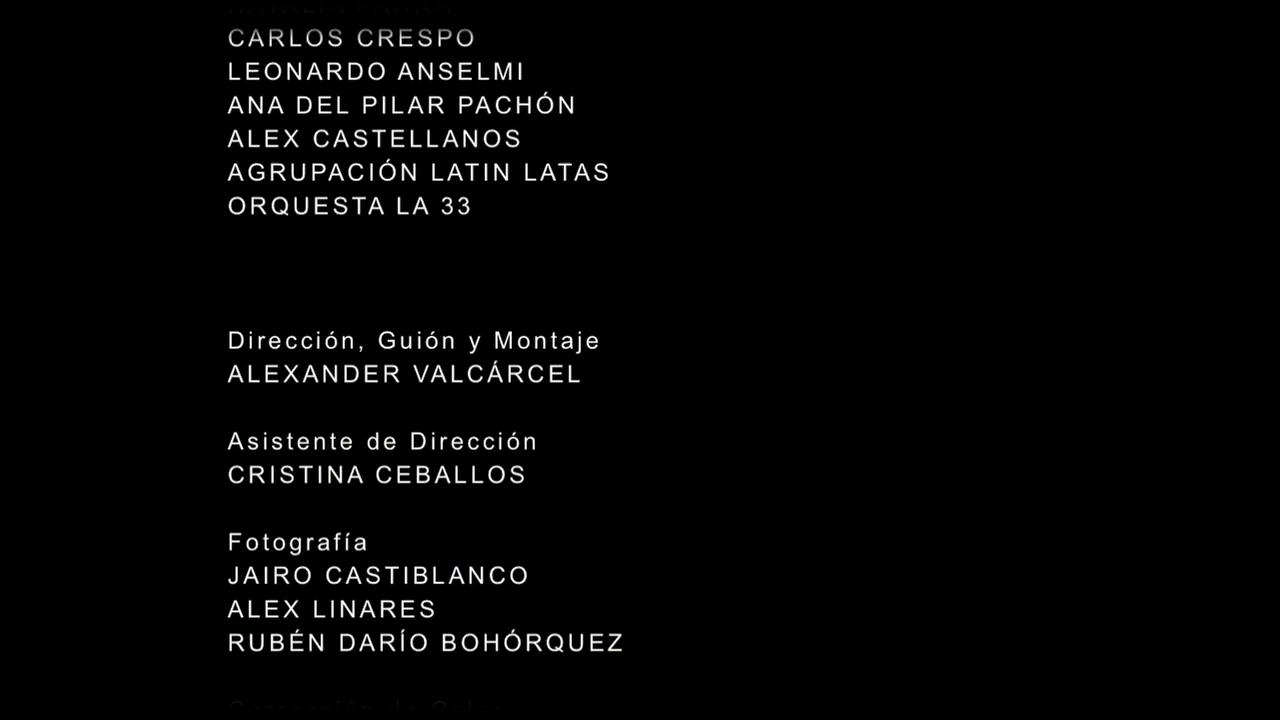 CARLOS CRESPO
LEONARDO ANSELMI
ANA DEL PILAR PACHÓN
ALEX CASTELLANOS
AGRUPACIÓN LATIN LATAS
ORQUESTA LA 33
Dirección, Guión y Montaje
ALEXANDER VALCÁRCEL
Asistente de Dirección
CRISTINA CEBALLOS
Fotografía
JAIRO CASTIBLANCO
ALEX LINARES
RUBÉN DARÍO BOHÓRQUEZ